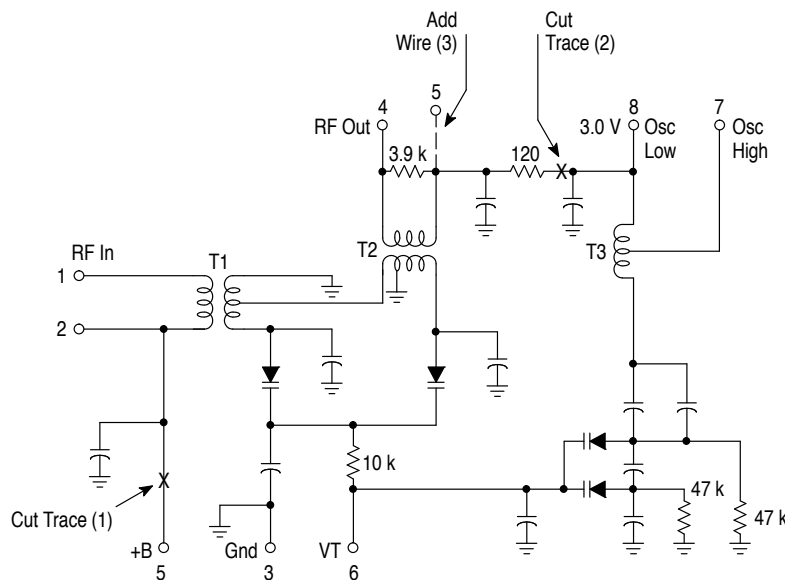 Add
Wire (3)
Cut
Trace (2)
4
5
8
7
RF Out
3.0 V
Osc
Low
Osc
High
3.9 k
120
X
T2
T3
RF In
T1
1
2
10 k
47 k
47 k
X
Cut Trace (1)
+B
Gnd
VT
5
3
6